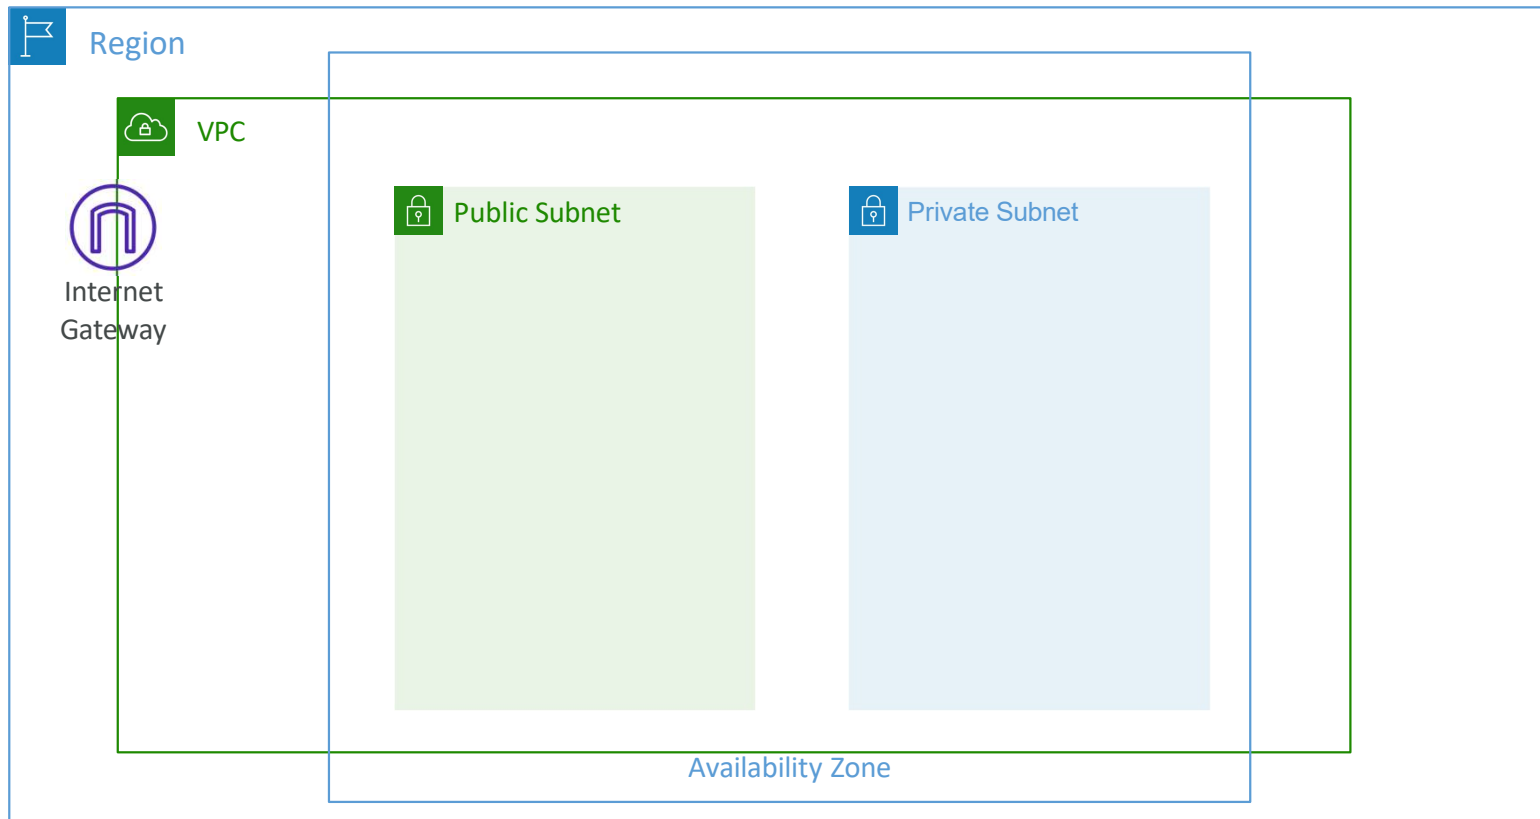 Region
VPC
Internet
Gateway
Public Subnet
Private Subnet
Availability Zone